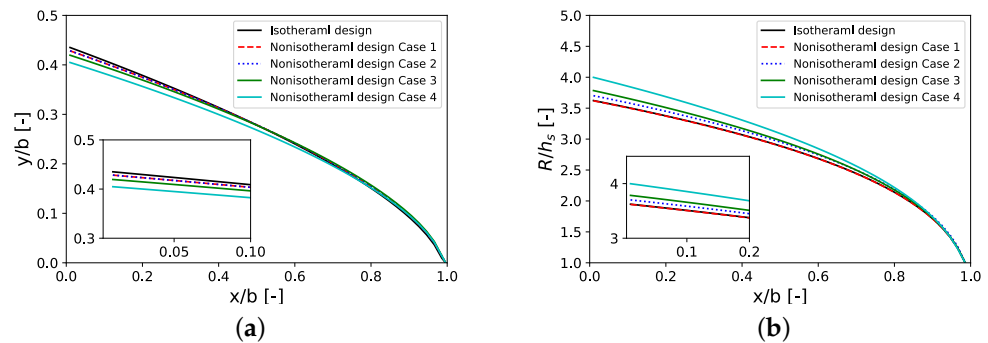 0.5
0.4
0.3
0.2
0.1
0.0
y/b [-]
Isotheraml design
Nonisotheraml design Case 1
Nonisotheraml design Case 2
Nonisotheraml design Case 3
Nonisotheraml design Case 4
0.5
0.4
0.3
0.05 0.10
0.0 0.2 0.4 0.6 0.8 1.0
x/b [-]
(a)
5.0
4.5
4.0
3.5
3.0
2.5
2.0
1.5
1.0
R/hs [-]
Isotheraml design
Nonisotheraml design Case 1
Nonisotheraml design Case 2
Nonisotheraml design Case 3
Nonisotheraml design Case 4
4
3
0.1 0.2
0.0 0.2 0.4 0.6 0.8 1.0
x/b [-]
(b)